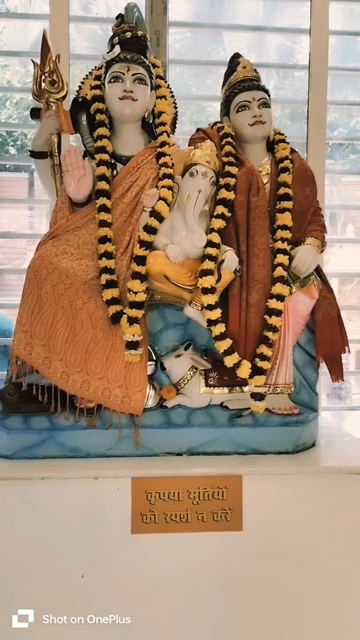 कृपया मूर्तियों
को स्पर्श न करें
Shot on OnePlus